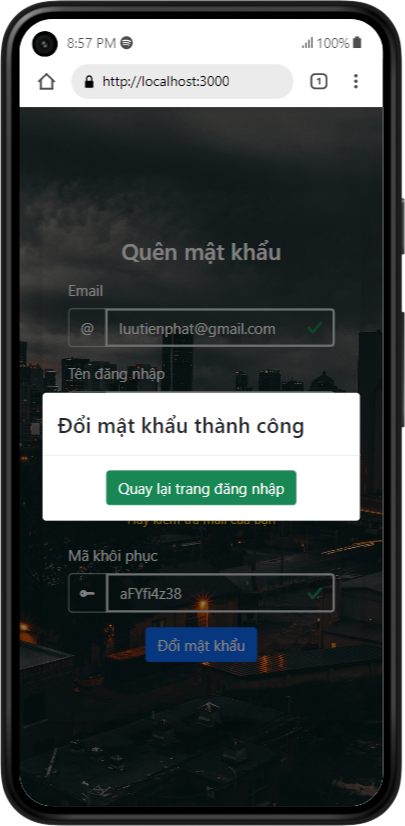 8:57 PM
100%
http://localhost:3000
1
Quên mật khẩu
Email
@ luutienphat@gmail.com
Tên đăng nhập
Đổi mật khẩu thành công
Quay lại trang đăng nhập
Hãy kiểm tra mail của bạn
Mã khôi phục
aFYfi4z38
Đổi mật khẩu